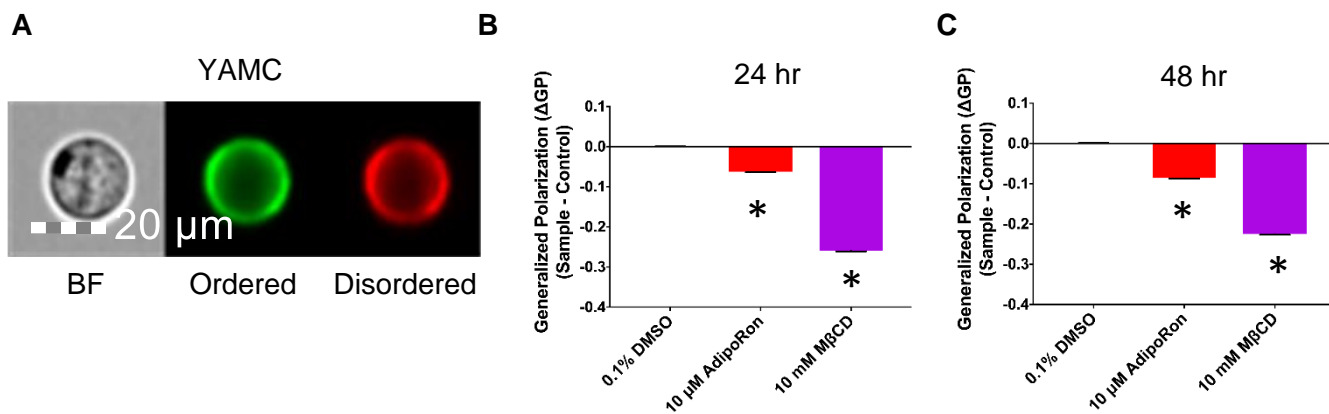 A
YAMC
20 μm
BF
Ordered
Disordered
B
24 hr
Generalized Polarization (ΔGP)
(Sample - Control)
0.1
0.0
-0.1
-0.2
-0.3
-0.4
*
*
0.1% DMSO
10 μM AdipoRon
10 mM MβCD
C
48 hr
Generalized Polarization (ΔGP)
(Sample - Control)
0.1
0.0
-0.1
-0.2
-0.3
-0.4
*
*
0.1% DMSO
10 μM AdipoRon
10 mM MβCD